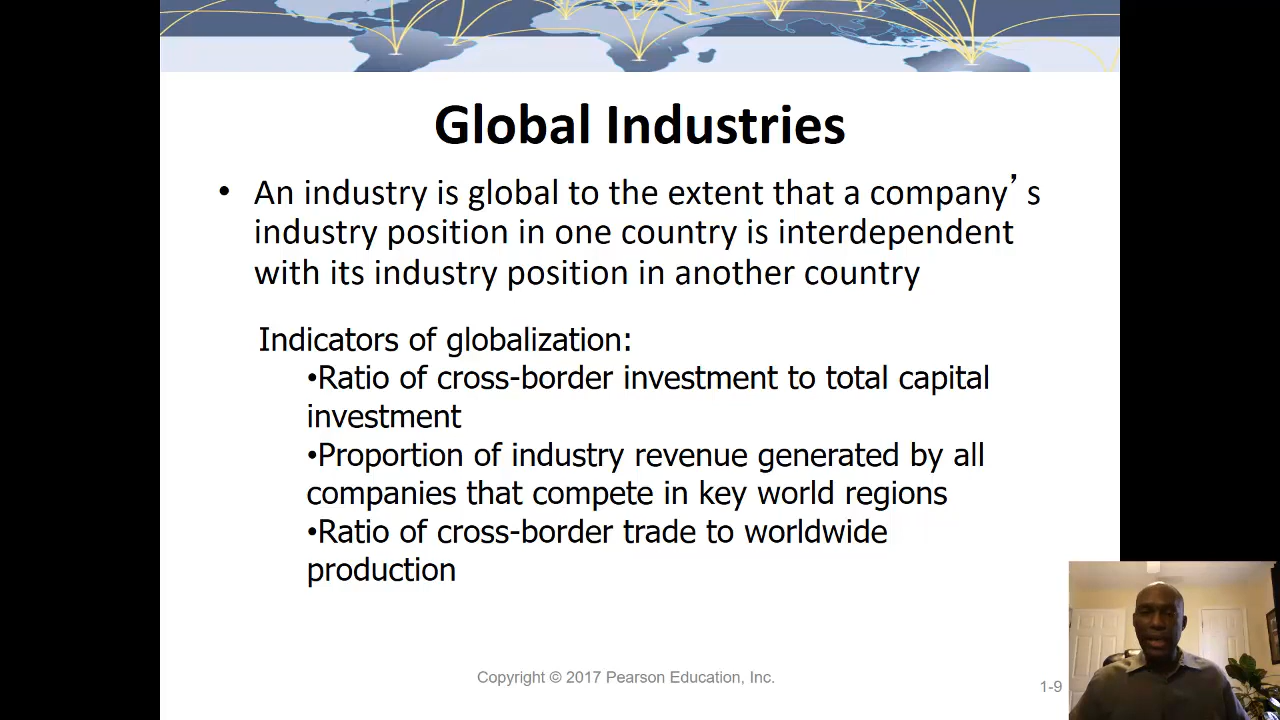 Global Industries
• An industry is global to the extent that a company’s
industry position in one country is interdependent
with its industry position in another country
Indicators of globalization:
•Ratio of cross-border investment to total capital
investment
•Proportion of industry revenue generated by all
companies that compete in key world regions
•Ratio of cross-border trade to worldwide
production
Copyright © 2017 Pearson Education, Inc.
1-9